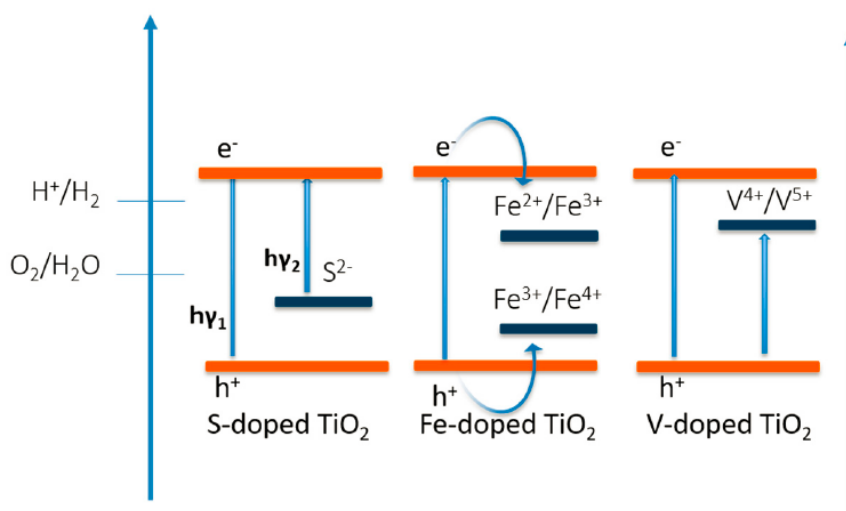 e⁻
e⁻
e⁻
H⁺/H₂
Fe²⁺/Fe³⁺
V⁴⁺/V⁵⁺
O₂/H₂O
hγ₂
S²⁻
hγ₁
Fe³⁺/Fe⁴⁺
h⁺
h⁺
h⁺
S-doped TiO₂
Fe-doped TiO₂
V-doped TiO₂